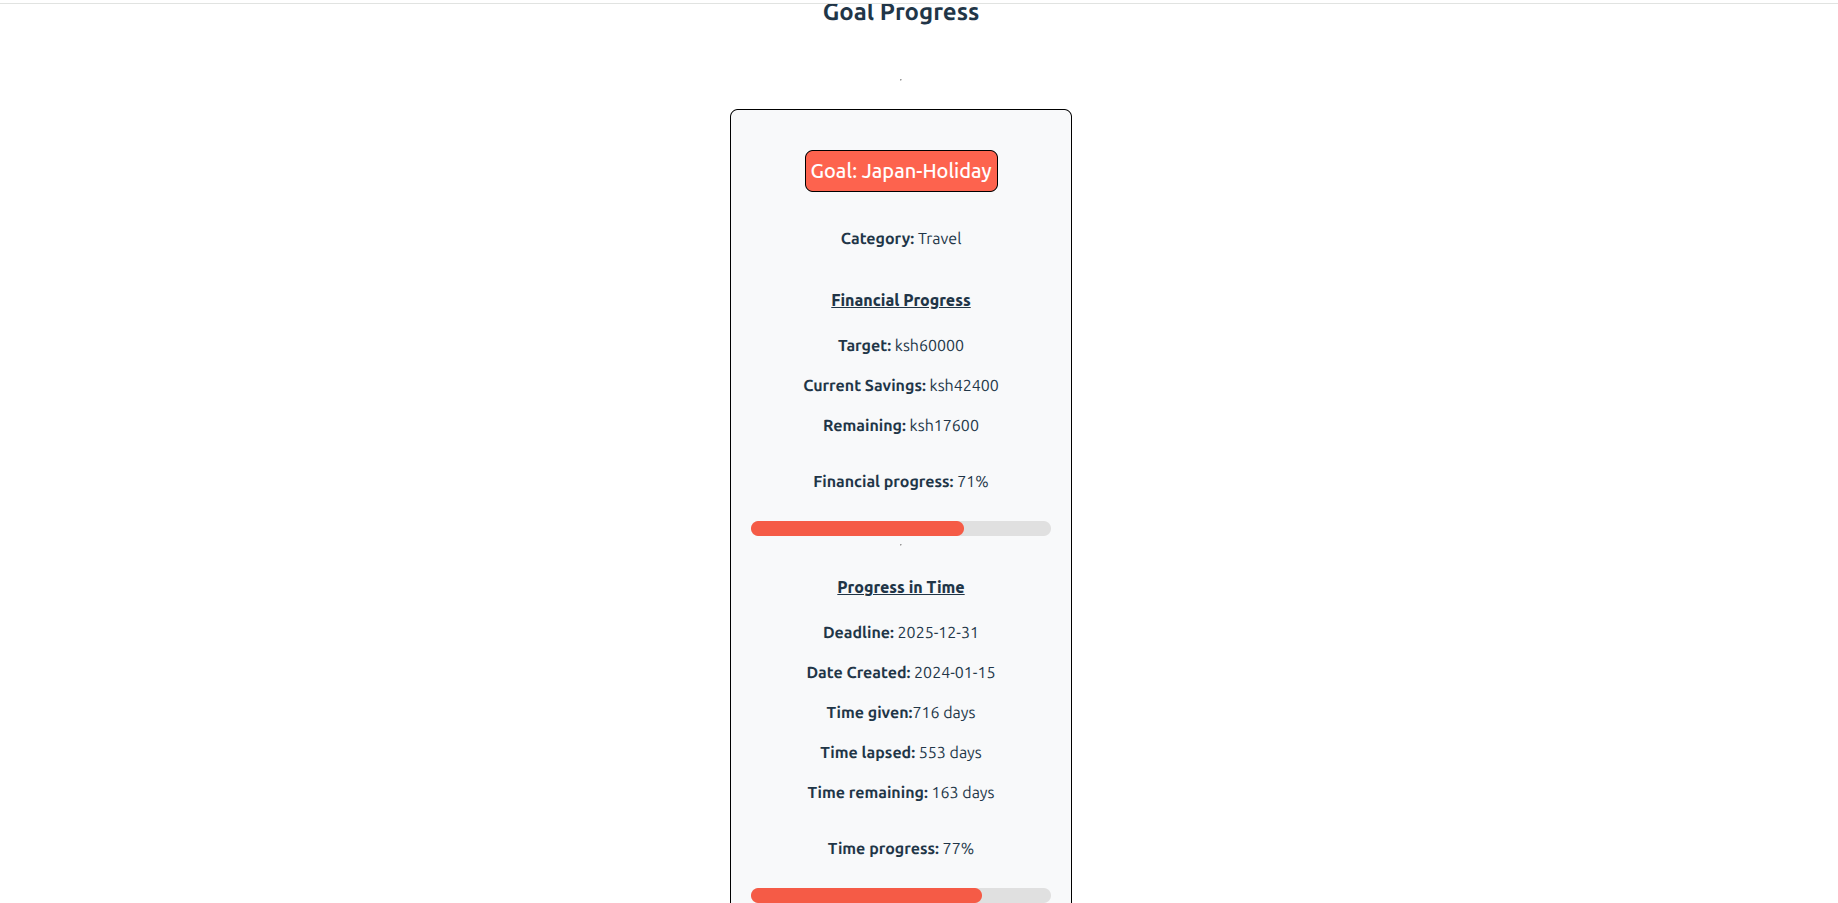 Goal Progress
Goal: Japan-Holiday
Category: Travel
Financial Progress
Target: ksh60000
Current Savings: ksh42400
Remaining: ksh17600
Financial progress: 71%
Progress in Time
Deadline: 2025-12-31
Date Created: 2024-01-15
Time given:716 days
Time lapsed: 553 days
Time remaining: 163 days
Time progress: 77%